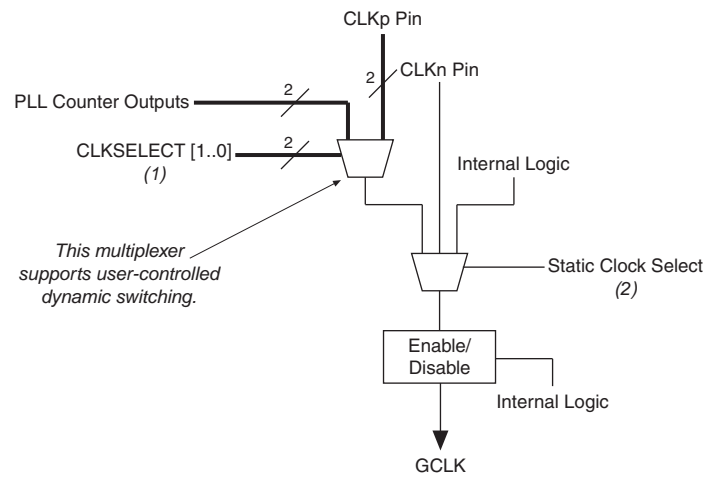 CLKp Pin
2
CLKn Pin
PLL Counter Outputs
2
CLKSELECT [1..0]
2
(1)
Internal Logic
This multiplexer
supports user-controlled
dynamic switching.
Static Clock Select
(2)
Enable/
Disable
Internal Logic
GCLK